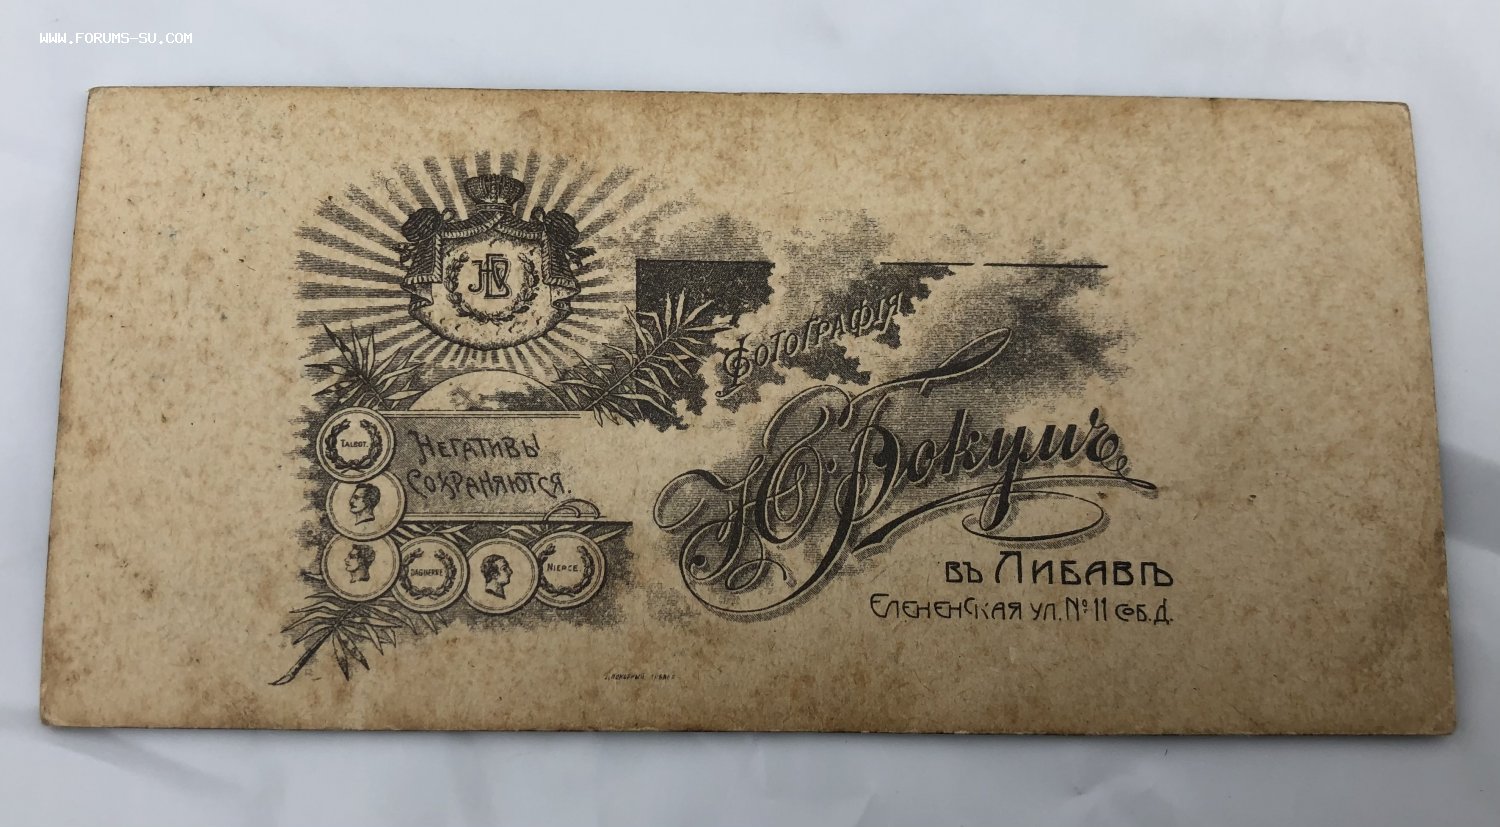 WWW.FORUMS-SU.COM
ФОТОГРАФІЯ
И.Ѳ. Бокумъ
TALBOT.
НЕГАТИВЫ
СОХРАНЯЮТСЯ.
DAGUERRE
NIEPCE.
ВЪ ЛИБАВѢ
ЕЛЕНЕНСКАЯ УЛ. № 11 СОБ. Д.